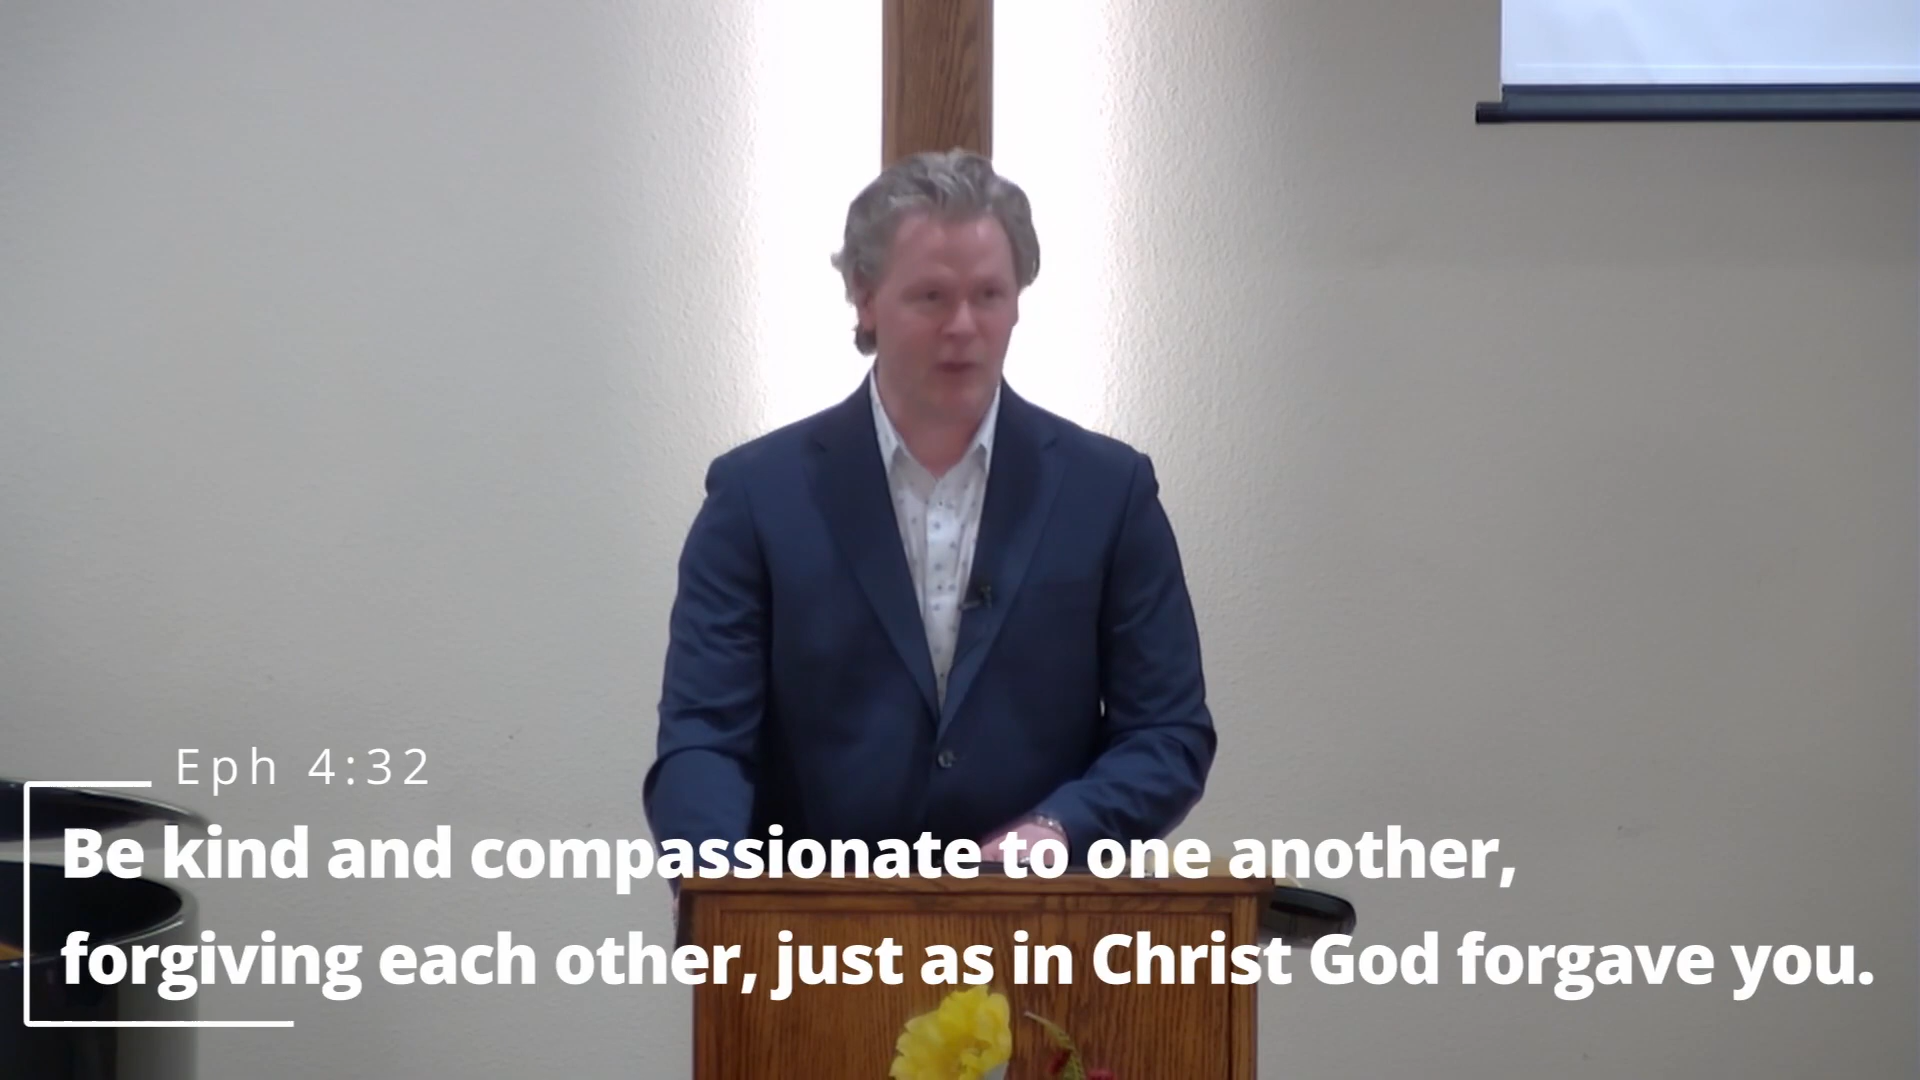 Eph 4:32
Be kind and compassionate to one another,
forgiving each other, just as in Christ God forgave you.